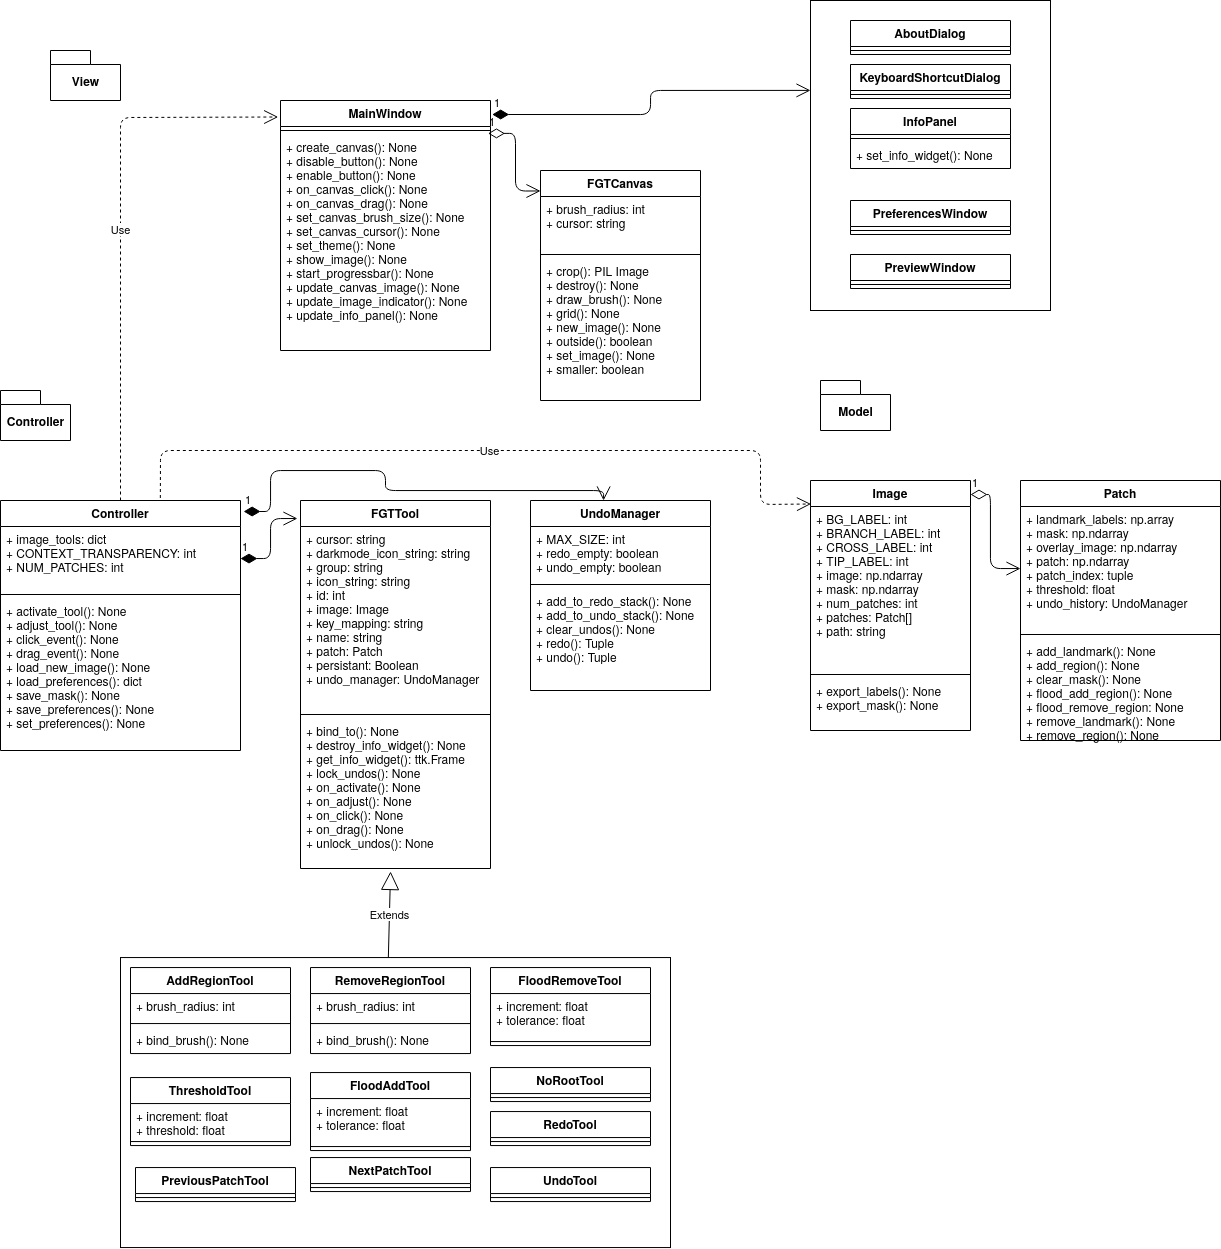 View
MainWindow
+ create_canvas(): None
+ disable_button(): None
+ enable_button(): None
+ on_canvas_click(): None
+ on_canvas_drag(): None
+ set_canvas_brush_size(): None
+ set_canvas_cursor(): None
+ set_theme(): None
+ show_image(): None
+ start_progressbar(): None
+ update_canvas_image(): None
+ update_image_indicator(): None
+ update_info_panel(): None
1
1
FGTCanvas
+ brush_radius: int
+ cursor: string
+ crop(): PIL Image
+ destroy(): None
+ draw_brush(): None
+ grid(): None
+ new_image(): None
+ outside(): boolean
+ set_image(): None
+ smaller: boolean
AboutDialog
KeyboardShortcutDialog
InfoPanel
+ set_info_widget(): None
PreferencesWindow
PreviewWindow
Use
Controller
Model
Use
Controller
+ image_tools: dict
+ CONTEXT_TRANSPARENCY: int
+ NUM_PATCHES: int
+ activate_tool(): None
+ adjust_tool(): None
+ click_event(): None
+ drag_event(): None
+ load_new_image(): None
+ load_preferences(): dict
+ save_mask(): None
+ save_preferences(): None
+ set_preferences(): None
1
1
FGTTool
+ cursor: string
+ darkmode_icon_string: string
+ group: string
+ icon_string: string
+ id: int
+ image: Image
+ key_mapping: string
+ name: string
+ patch: Patch
+ persistant: Boolean
+ undo_manager: UndoManager
+ bind_to(): None
+ destroy_info_widget(): None
+ get_info_widget(): ttk.Frame
+ lock_undos(): None
+ on_activate(): None
+ on_adjust(): None
+ on_click(): None
+ on_drag(): None
+ unlock_undos(): None
UndoManager
+ MAX_SIZE: int
+ redo_empty: boolean
+ undo_empty: boolean
+ add_to_redo_stack(): None
+ add_to_undo_stack(): None
+ clear_undos(): None
+ redo(): Tuple
+ undo(): Tuple
Image
+ BG_LABEL: int
+ BRANCH_LABEL: int
+ CROSS_LABEL: int
+ TIP_LABEL: int
+ image: np.ndarray
+ mask: np.ndarray
+ num_patches: int
+ patches: Patch[]
+ path: string
+ export_labels(): None
+ export_mask(): None
1
Patch
+ landmark_labels: np.array
+ mask: np.ndarray
+ overlay_image: np.ndarray
+ patch: np.ndarray
+ patch_index: tuple
+ threshold: float
+ undo_history: UndoManager
+ add_landmark(): None
+ add_region(): None
+ clear_mask(): None
+ flood_add_region(): None
+ flood_remove_region: None
+ remove_landmark(): None
+ remove_region(): None
Extends
AddRegionTool
+ brush_radius: int
+ bind_brush(): None
RemoveRegionTool
+ brush_radius: int
+ bind_brush(): None
FloodRemoveTool
+ increment: float
+ tolerance: float
ThresholdTool
+ increment: float
+ threshold: float
FloodAddTool
+ increment: float
+ tolerance: float
NoRootTool
RedoTool
PreviousPatchTool
NextPatchTool
UndoTool